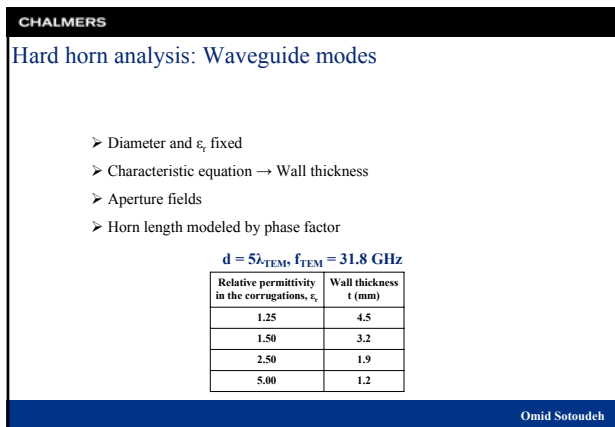 CHALMERS
Hard horn analysis: Waveguide modes
➢ Diameter and εr fixed
➢ Characteristic equation → Wall thickness
➢ Aperture fields
➢ Horn length modeled by phase factor
d = 5λTEM, fTEM = 31.8 GHz
Relative permittivity Wall thickness
in the corrugations, εr t (mm)
1.25 4.5
1.50 3.2
2.50 1.9
5.00 1.2
Omid Sotoudeh